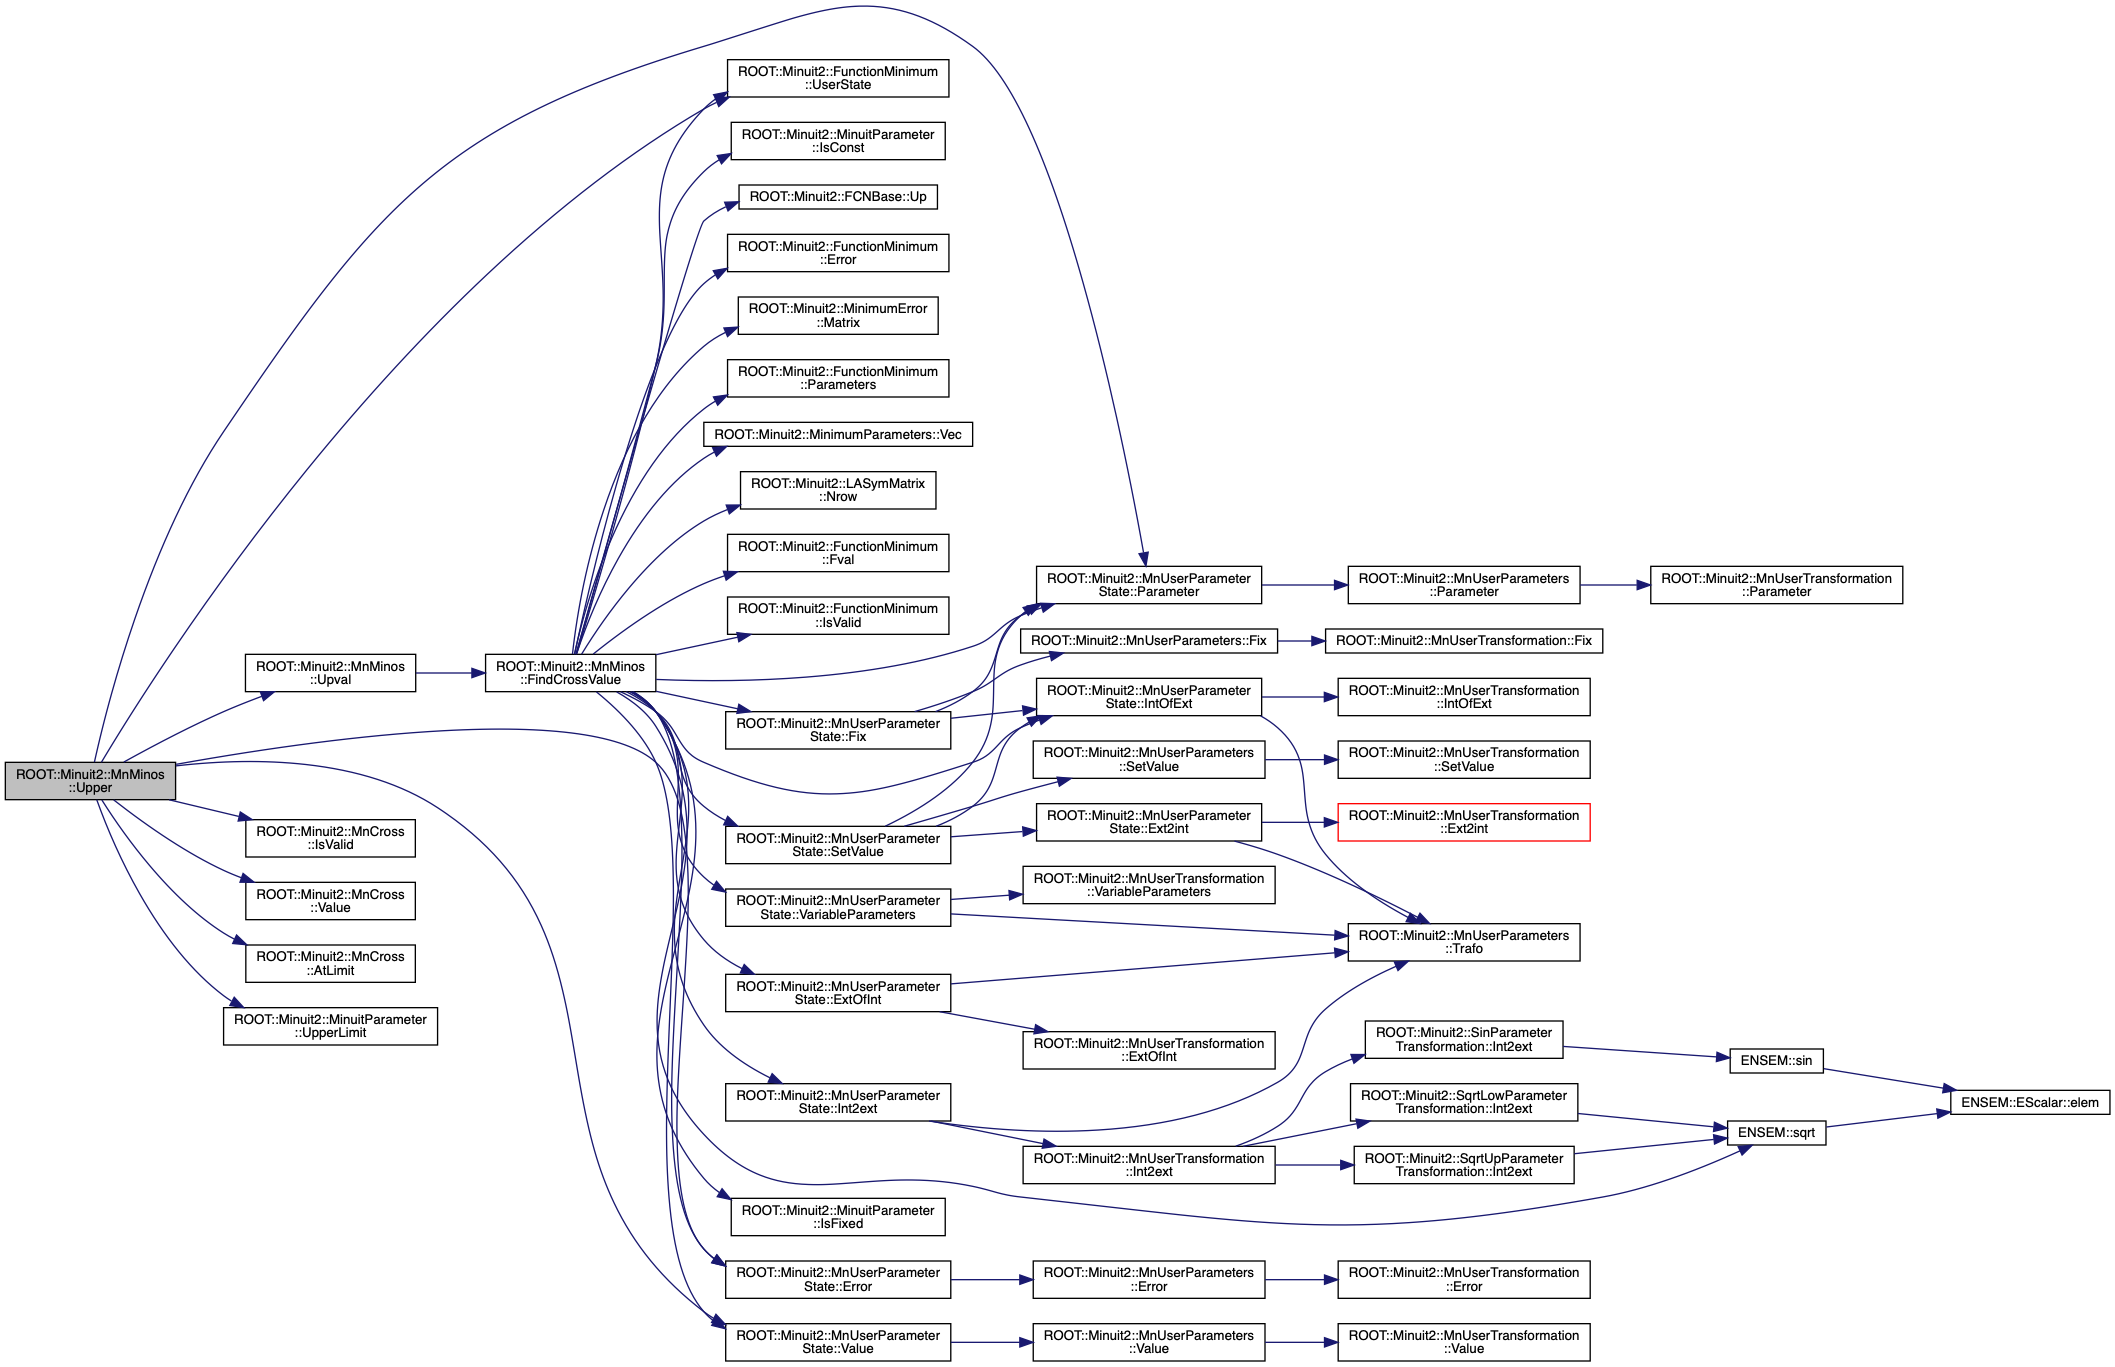 ROOT::Minuit2::MnMinos
::Upper
ROOT::Minuit2::MnMinos
::Upval
ROOT::Minuit2::MnCross
::IsValid
ROOT::Minuit2::MnCross
::Value
ROOT::Minuit2::MnCross
::AtLimit
ROOT::Minuit2::MinuitParameter
::UpperLimit
ROOT::Minuit2::MnMinos
::FindCrossValue
ROOT::Minuit2::FunctionMinimum
::UserState
ROOT::Minuit2::MinuitParameter
::IsConst
ROOT::Minuit2::FCNBase::Up
ROOT::Minuit2::FunctionMinimum
::Error
ROOT::Minuit2::MinimumError
::Matrix
ROOT::Minuit2::FunctionMinimum
::Parameters
ROOT::Minuit2::MinimumParameters::Vec
ROOT::Minuit2::LASymMatrix
::Nrow
ROOT::Minuit2::FunctionMinimum
::Fval
ROOT::Minuit2::FunctionMinimum
::IsValid
ROOT::Minuit2::MnUserParameter
State::Fix
ROOT::Minuit2::MnUserParameter
State::SetValue
ROOT::Minuit2::MnUserParameter
State::VariableParameters
ROOT::Minuit2::MnUserParameter
State::ExtOfInt
ROOT::Minuit2::MnUserParameter
State::Int2ext
ROOT::Minuit2::MinuitParameter
::IsFixed
ROOT::Minuit2::MnUserParameter
State::Error
ROOT::Minuit2::MnUserParameter
State::Value
ROOT::Minuit2::MnUserParameter
State::Parameter
ROOT::Minuit2::MnUserParameters::Fix
ROOT::Minuit2::MnUserParameter
State::IntOfExt
ROOT::Minuit2::MnUserParameters
::SetValue
ROOT::Minuit2::MnUserParameter
State::Ext2int
ROOT::Minuit2::MnUserTransformation
::VariableParameters
ROOT::Minuit2::MnUserTransformation
::ExtOfInt
ROOT::Minuit2::MnUserTransformation
::Int2ext
ROOT::Minuit2::MnUserParameters
::Error
ROOT::Minuit2::MnUserParameters
::Value
ROOT::Minuit2::MnUserParameters
::Parameter
ROOT::Minuit2::MnUserTransformation::Fix
ROOT::Minuit2::MnUserTransformation
::IntOfExt
ROOT::Minuit2::MnUserTransformation
::SetValue
ROOT::Minuit2::MnUserTransformation
::Ext2int
ROOT::Minuit2::MnUserParameters
::Trafo
ROOT::Minuit2::SinParameter
Transformation::Int2ext
ROOT::Minuit2::SqrtLowParameter
Transformation::Int2ext
ROOT::Minuit2::SqrtUpParameter
Transformation::Int2ext
ROOT::Minuit2::MnUserTransformation
::Error
ROOT::Minuit2::MnUserTransformation
::Value
ROOT::Minuit2::MnUserTransformation
::Parameter
ENSEM::sin
ENSEM::sqrt
ENSEM::EScalar::elem